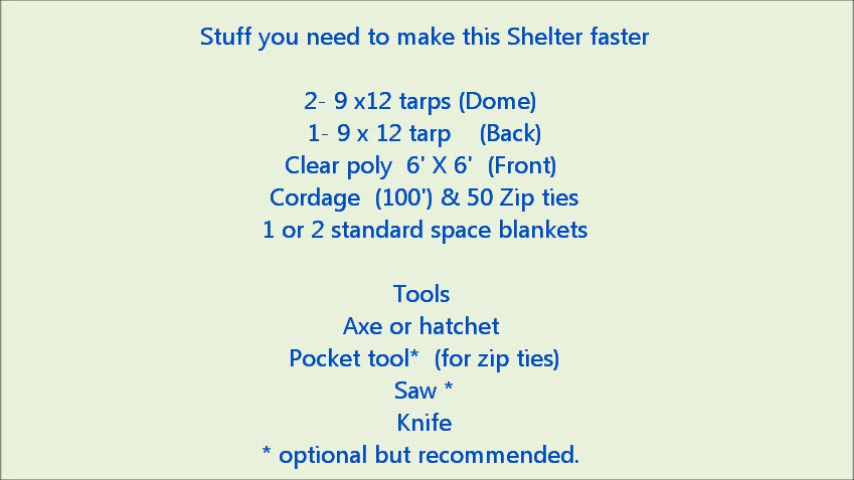 Stuff you need to make this Shelter faster
2- 9 x12 tarps (Dome)
1- 9 x 12 tarp (Back)
Clear poly 6' X 6' (Front)
Cordage (100') & 50 Zip ties
1 or 2 standard space blankets
Tools
Axe or hatchet
Pocket tool* (for zip ties)
Saw *
Knife
* optional but recommended.